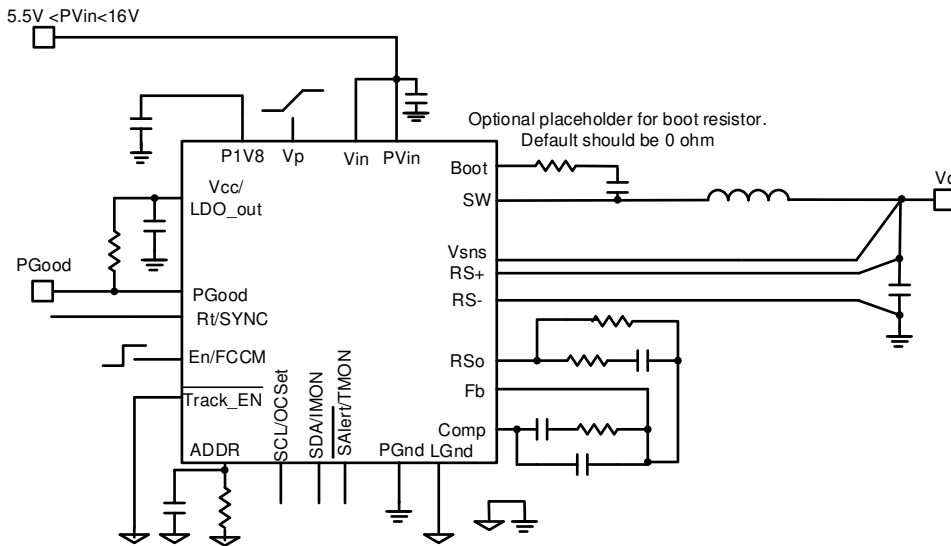 5.5V <PVin<16V
Optional placeholder for boot resistor.
Default should be 0 ohm
P1V8
Vp
Vin
PVin
Boot
Vcc/
LDO_out
SW
Vsns
RS+
RS-
PGood
PGood
Rt/SYNC
En/FCCM
Track_EN
RSo
Fb
Comp
ADDR
SCL/OCSet
SDA/IMON
SAlert/TMON
PGnd
LGnd